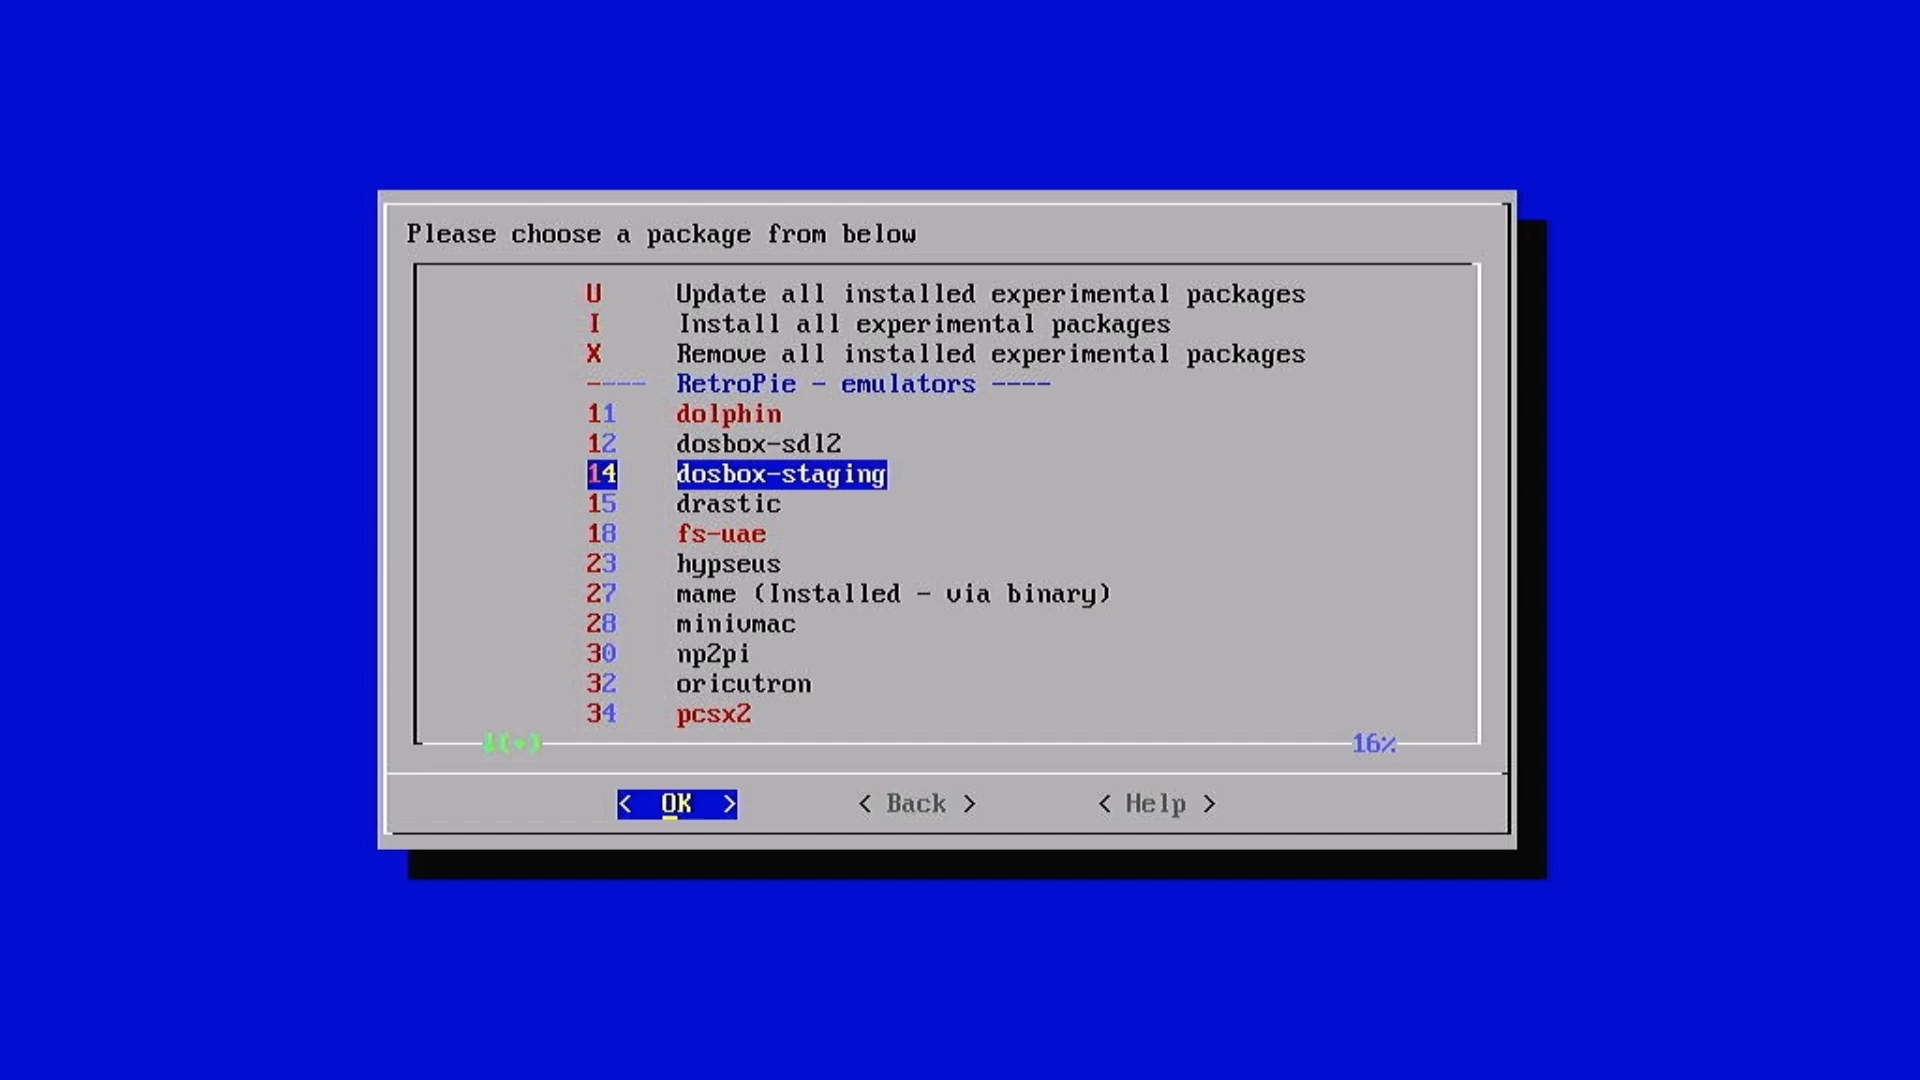 Please choose a package from below
U Update all installed experimental packages
I Install all experimental packages
X Remove all installed experimental packages
---- RetroPie - emulators ----
11 dolphin
12 dosbox-sdl2
14 dosbox-staging
15 drastic
18 fs-uae
23 hypseus
27 mame (Installed - via binary)
28 minivmac
30 np2pi
32 oricutron
34 pcsx2
↓(+) 16%
< OK > < Back > < Help >